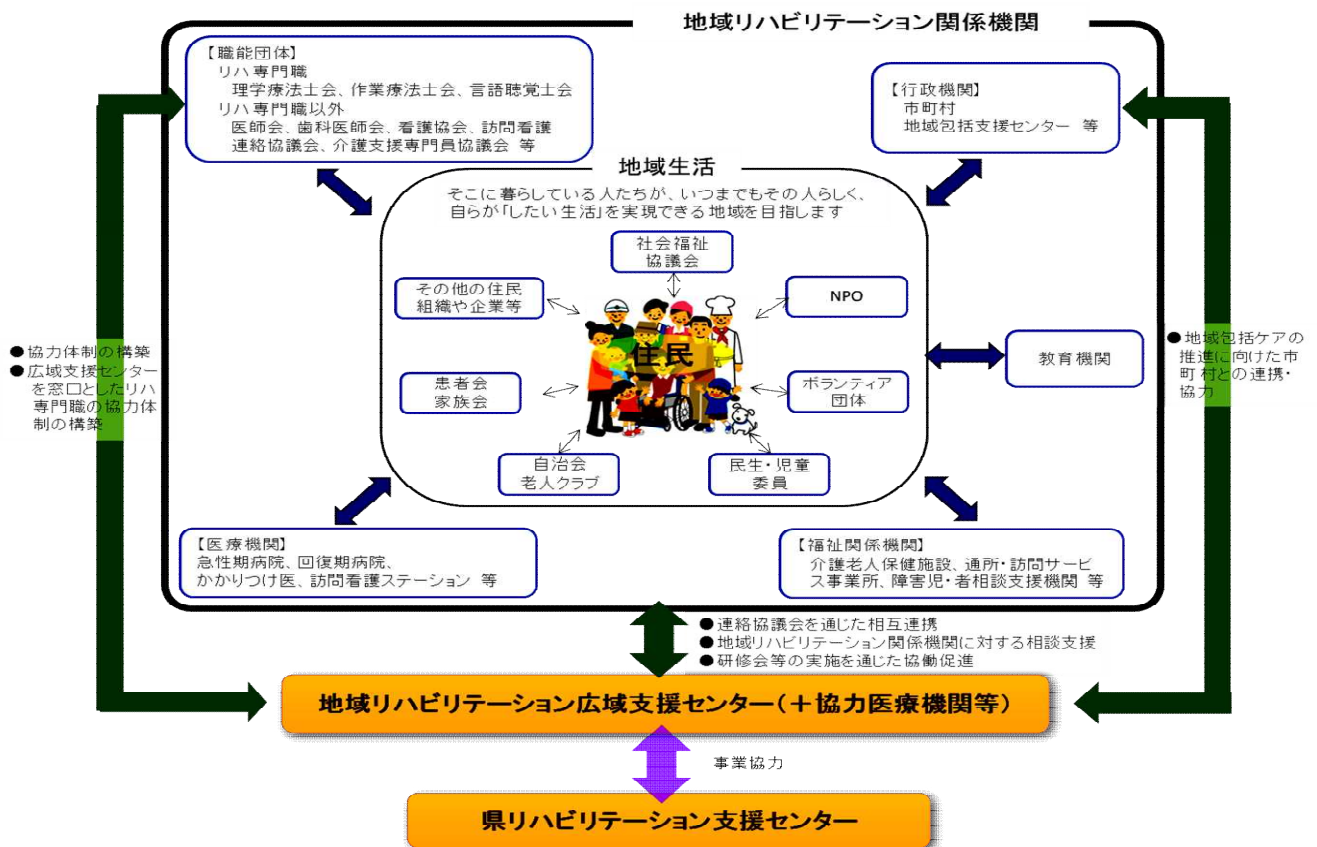 地域リハビリテーション関係機関
【職能団体】
リハ専門職
理学療法士会、作業療法士会、言語聴覚士会
リハ専門職以外
医師会、歯科医師会、看護協会、訪問看護
連絡協議会、介護支援専門員協議会 等
【行政機関】
市町村
地域包括支援センター 等
地域生活
そこに暮らしている人たちが、いつまでもその人らしく、
自らが「したい生活」を実現できる地域を目指します
社会福祉
協議会
その他の住民
組織や企業等
NPO
住民
患者会
家族会
ボランティア
団体
自治会
老人クラブ
民生・児童
委員
教育機関
●協力体制の構築
●広域支援センター
を窓口としたリハ
専門職の協力体
制の構築
●地域包括ケアの
推進に向けた市
町村との連携・
協力
【医療機関】
急性期病院、回復期病院、
かかりつけ医、訪問看護ステーション 等
【福祉関係機関】
介護老人保健施設、通所・訪問サービ
ス事業所、障害児・者相談支援機関 等
●連絡協議会を通じた相互連携
●地域リハビリテーション関係機関に対する相談支援
●研修会等の実施を通じた協働促進
地域リハビリテーション広域支援センター(+協力医療機関等)
事業協力
県リハビリテーション支援センター